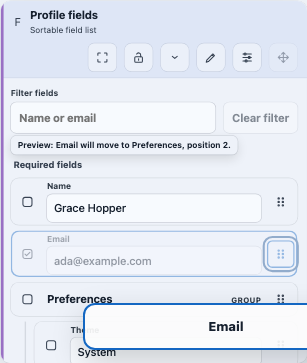 F
Profile fields
Sortable field list
Filter fields
Name or email
Clear filter
Preview: Email will move to Preferences, position 2.
Required fields
Name
Grace Hopper
Email
ada@example.com
Preferences
GROUP
Email
System